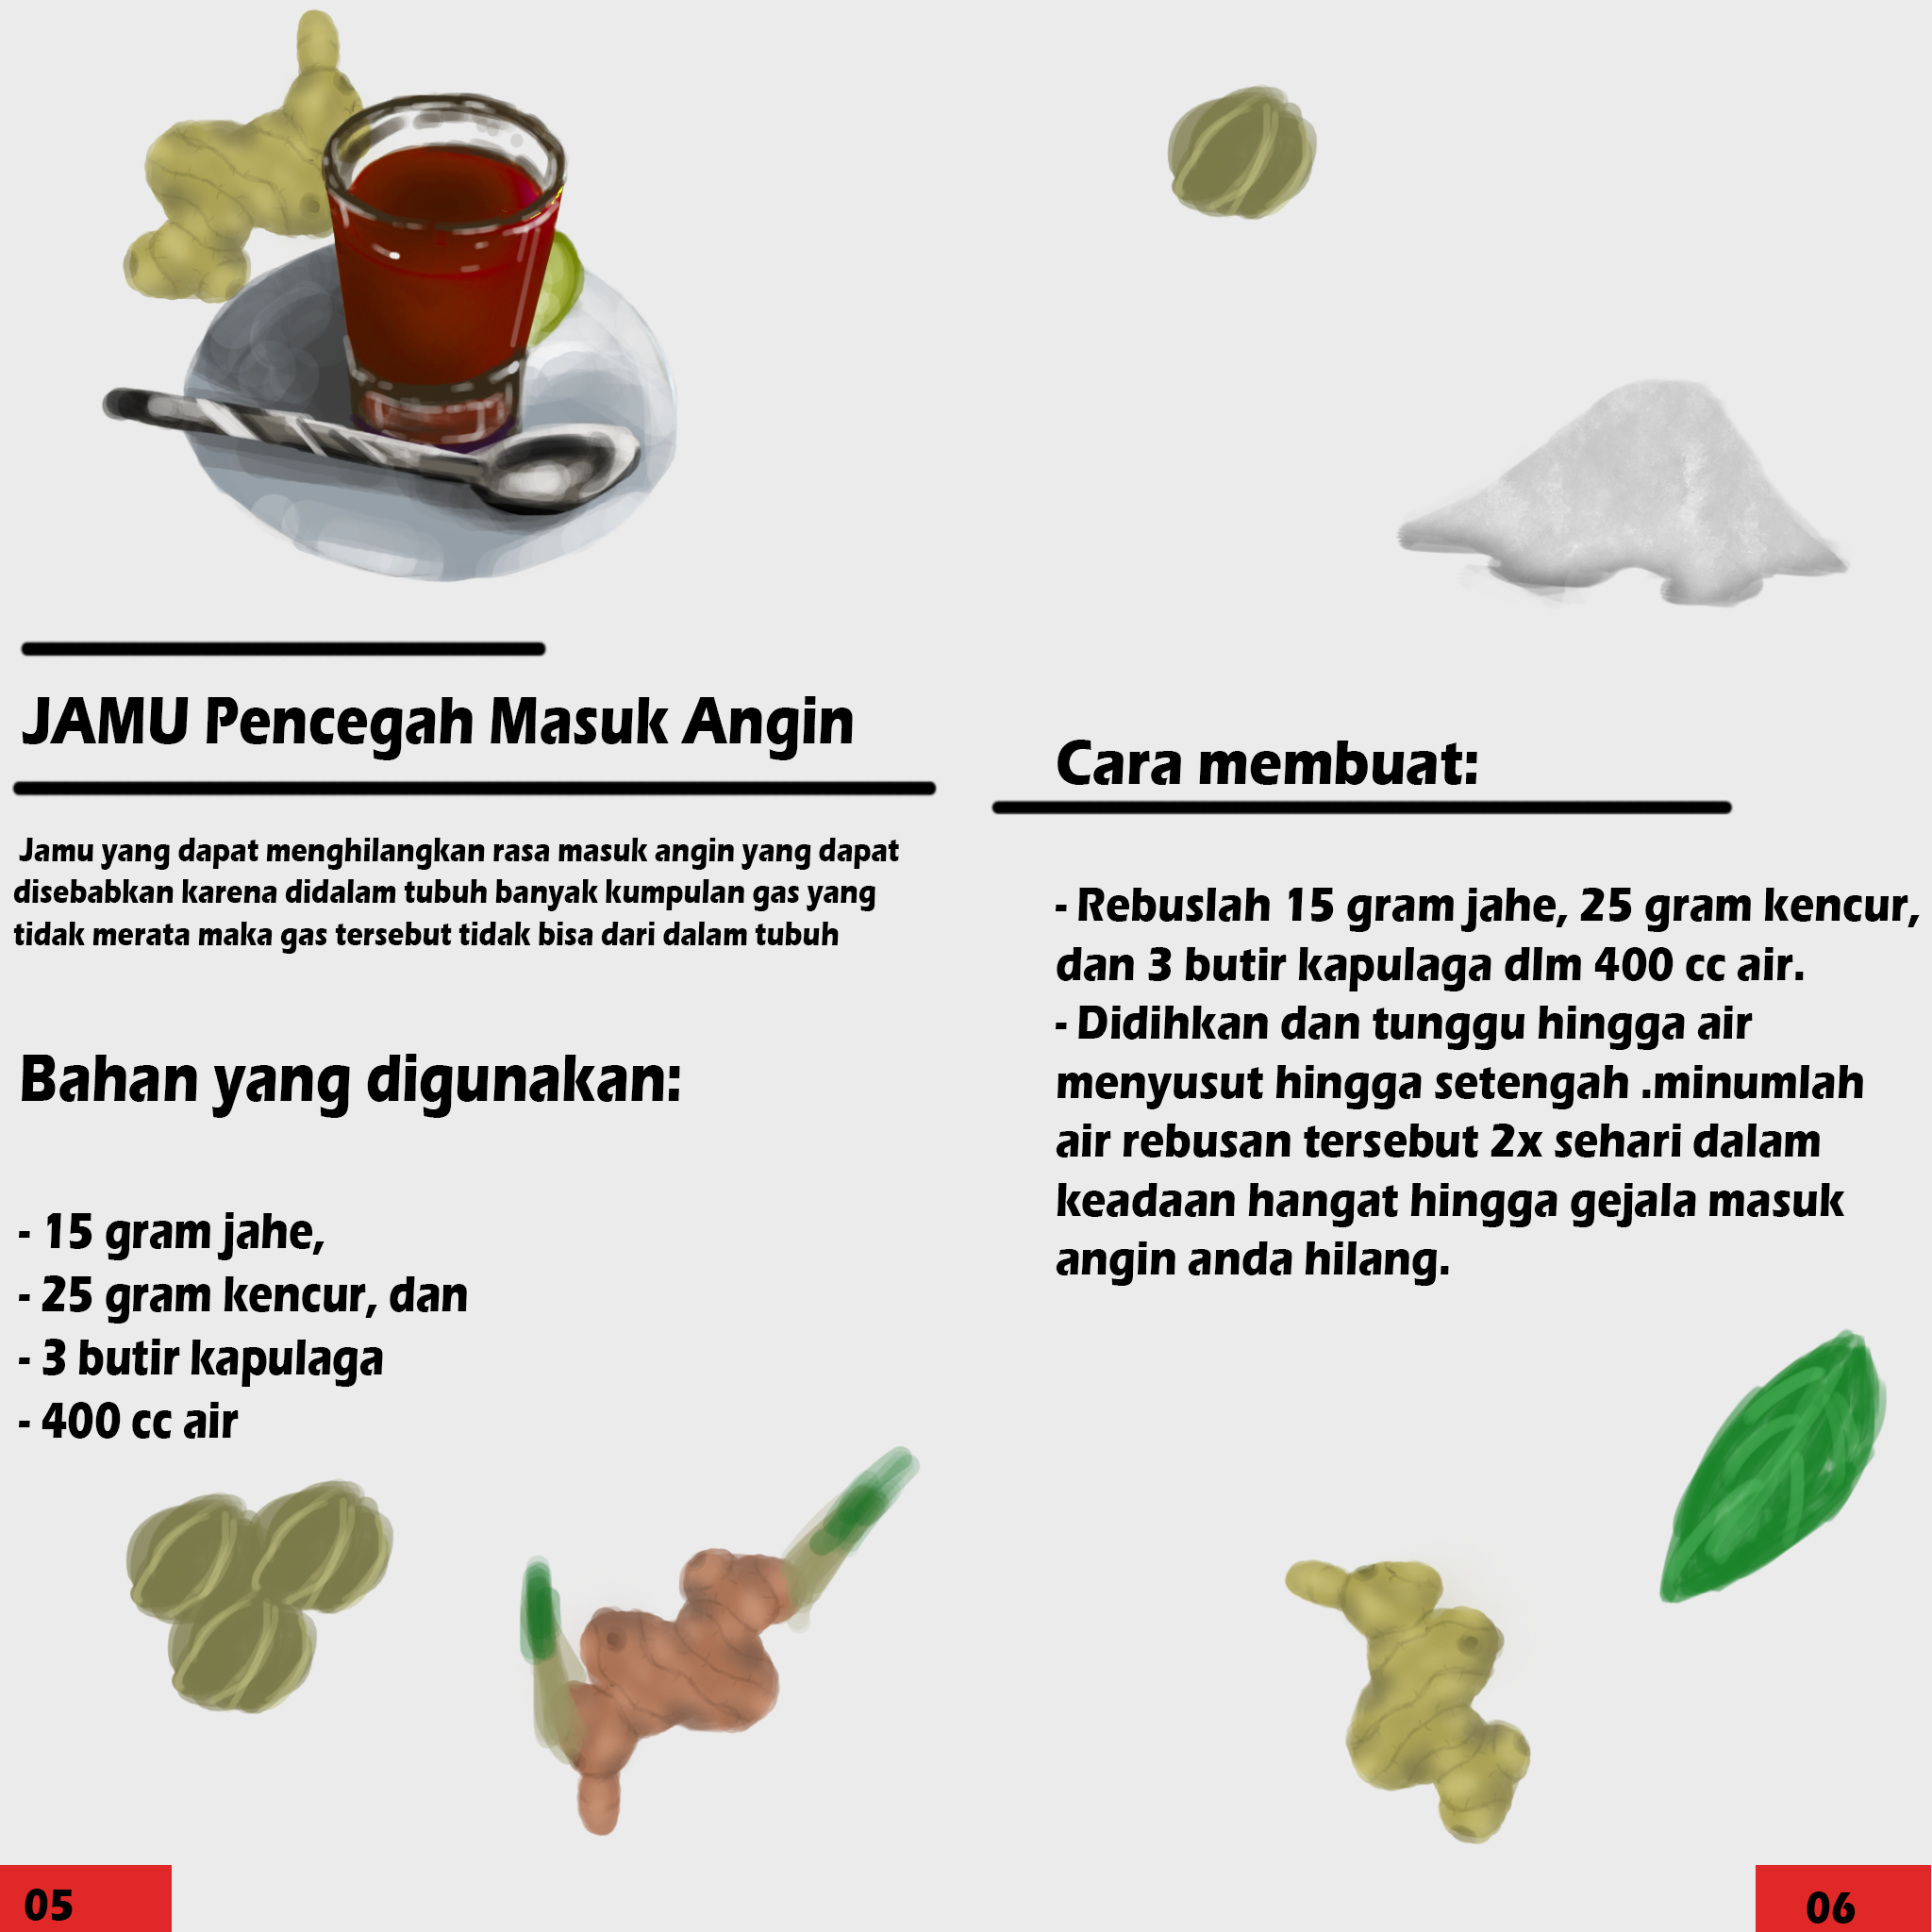 JAMU Pencegah Masuk Angin
Jamu yang dapat menghilangkan rasa masuk angin yang dapat
disebabkan karena didalam tubuh banyak kumpulan gas yang
tidak merata maka gas tersebut tidak bisa dari dalam tubuh
Bahan yang digunakan:
- 15 gram jahe,
- 25 gram kencur, dan
- 3 butir kapulaga
- 400 cc air
05
Cara membuat:
- Rebuslah 15 gram jahe, 25 gram kencur,
dan 3 butir kapulaga dlm 400 cc air.
- Didihkan dan tunggu hingga air
menyusut hingga setengah .minumlah
air rebusan tersebut 2x sehari dalam
keadaan hangat hingga gejala masuk
angin anda hilang.
06